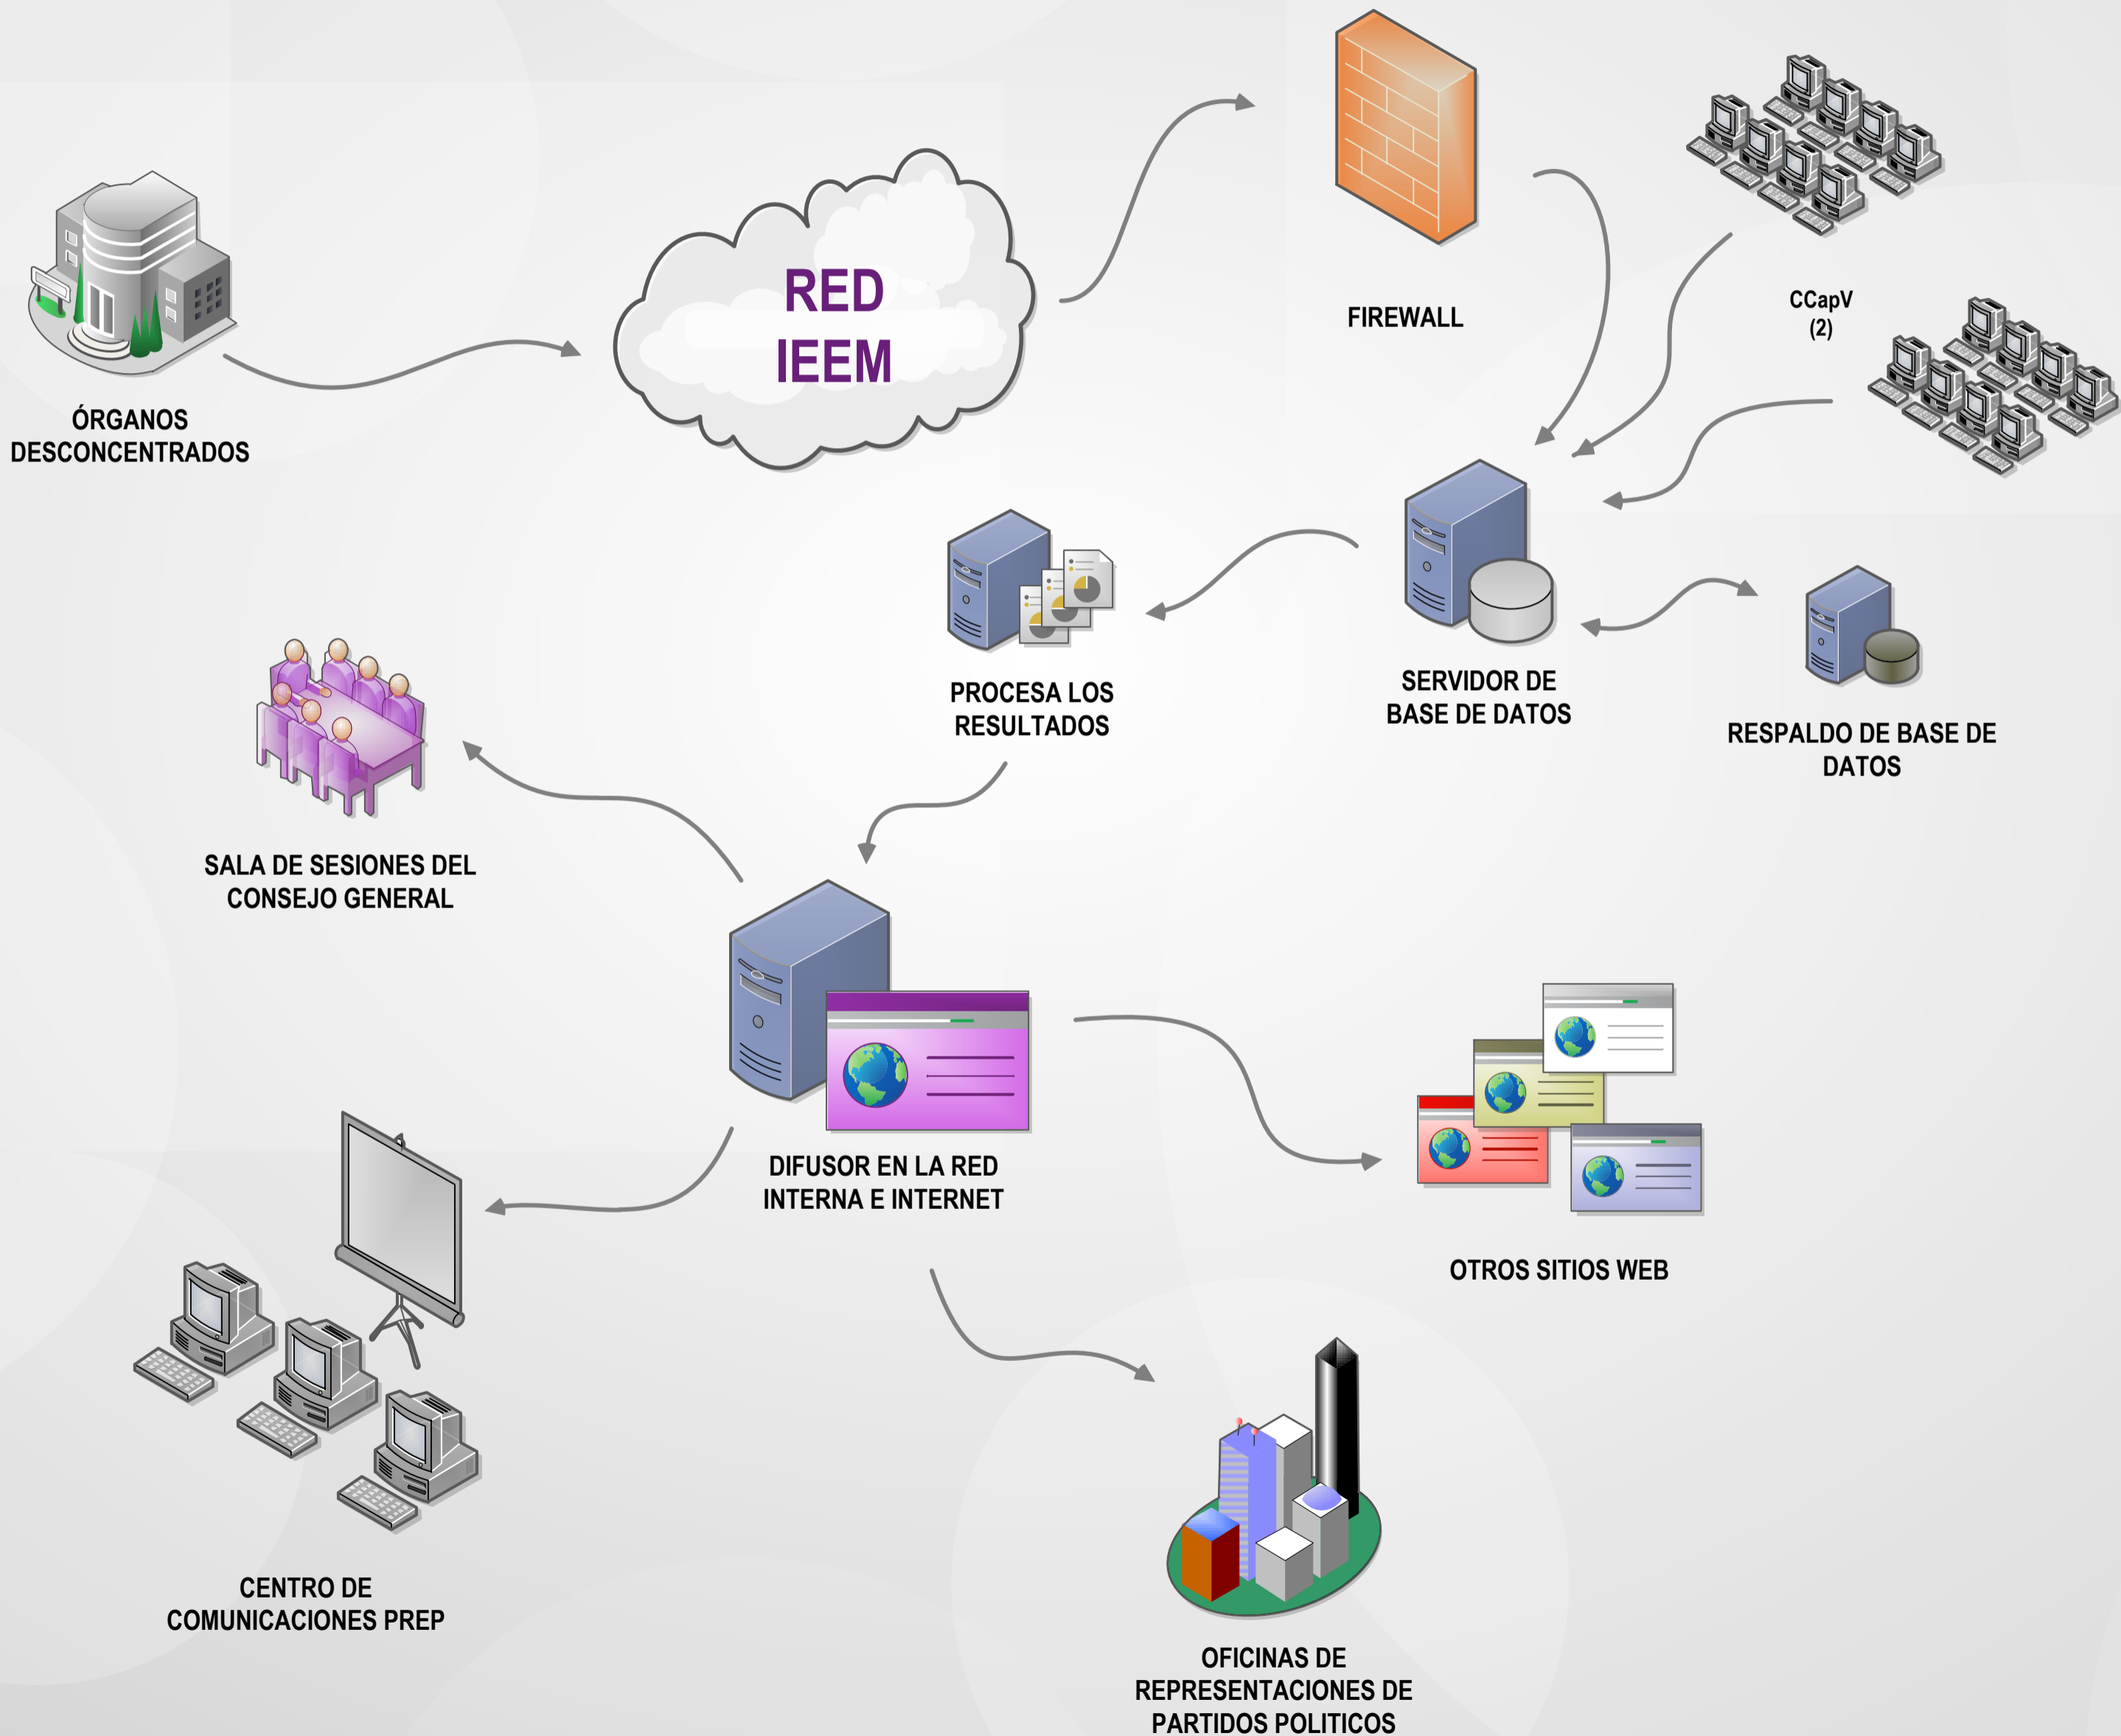 RED
IEEM
FIREWALL
CCapV
(2)
ÓRGANOS
DESCONCENTRADOS
PROCESA LOS
RESULTADOS
SERVIDOR DE
BASE DE DATOS
RESPALDO DE BASE DE
DATOS
SALA DE SESIONES DEL
CONSEJO GENERAL
DIFUSOR EN LA RED
INTERNA E INTERNET
OTROS SITIOS WEB
CENTRO DE
COMUNICACIONES PREP
OFICINAS DE
REPRESENTACIONES DE
PARTIDOS POLITICOS